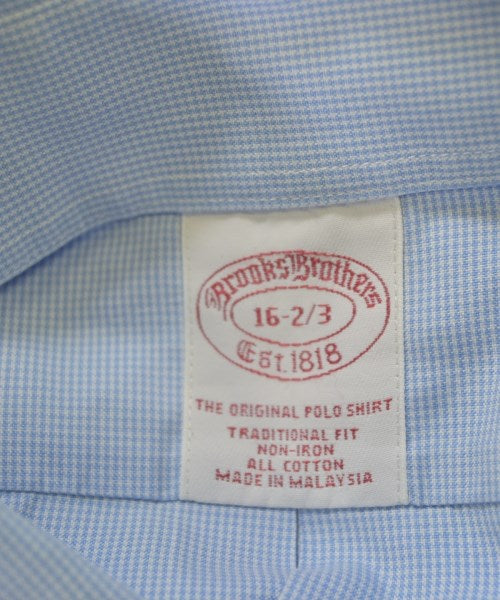 Brooks Brothers
16-2/3
Est. 1818
THE ORIGINAL POLO SHIRT
TRADITIONAL FIT
NON-IRON
ALL COTTON
MADE IN MALAYSIA